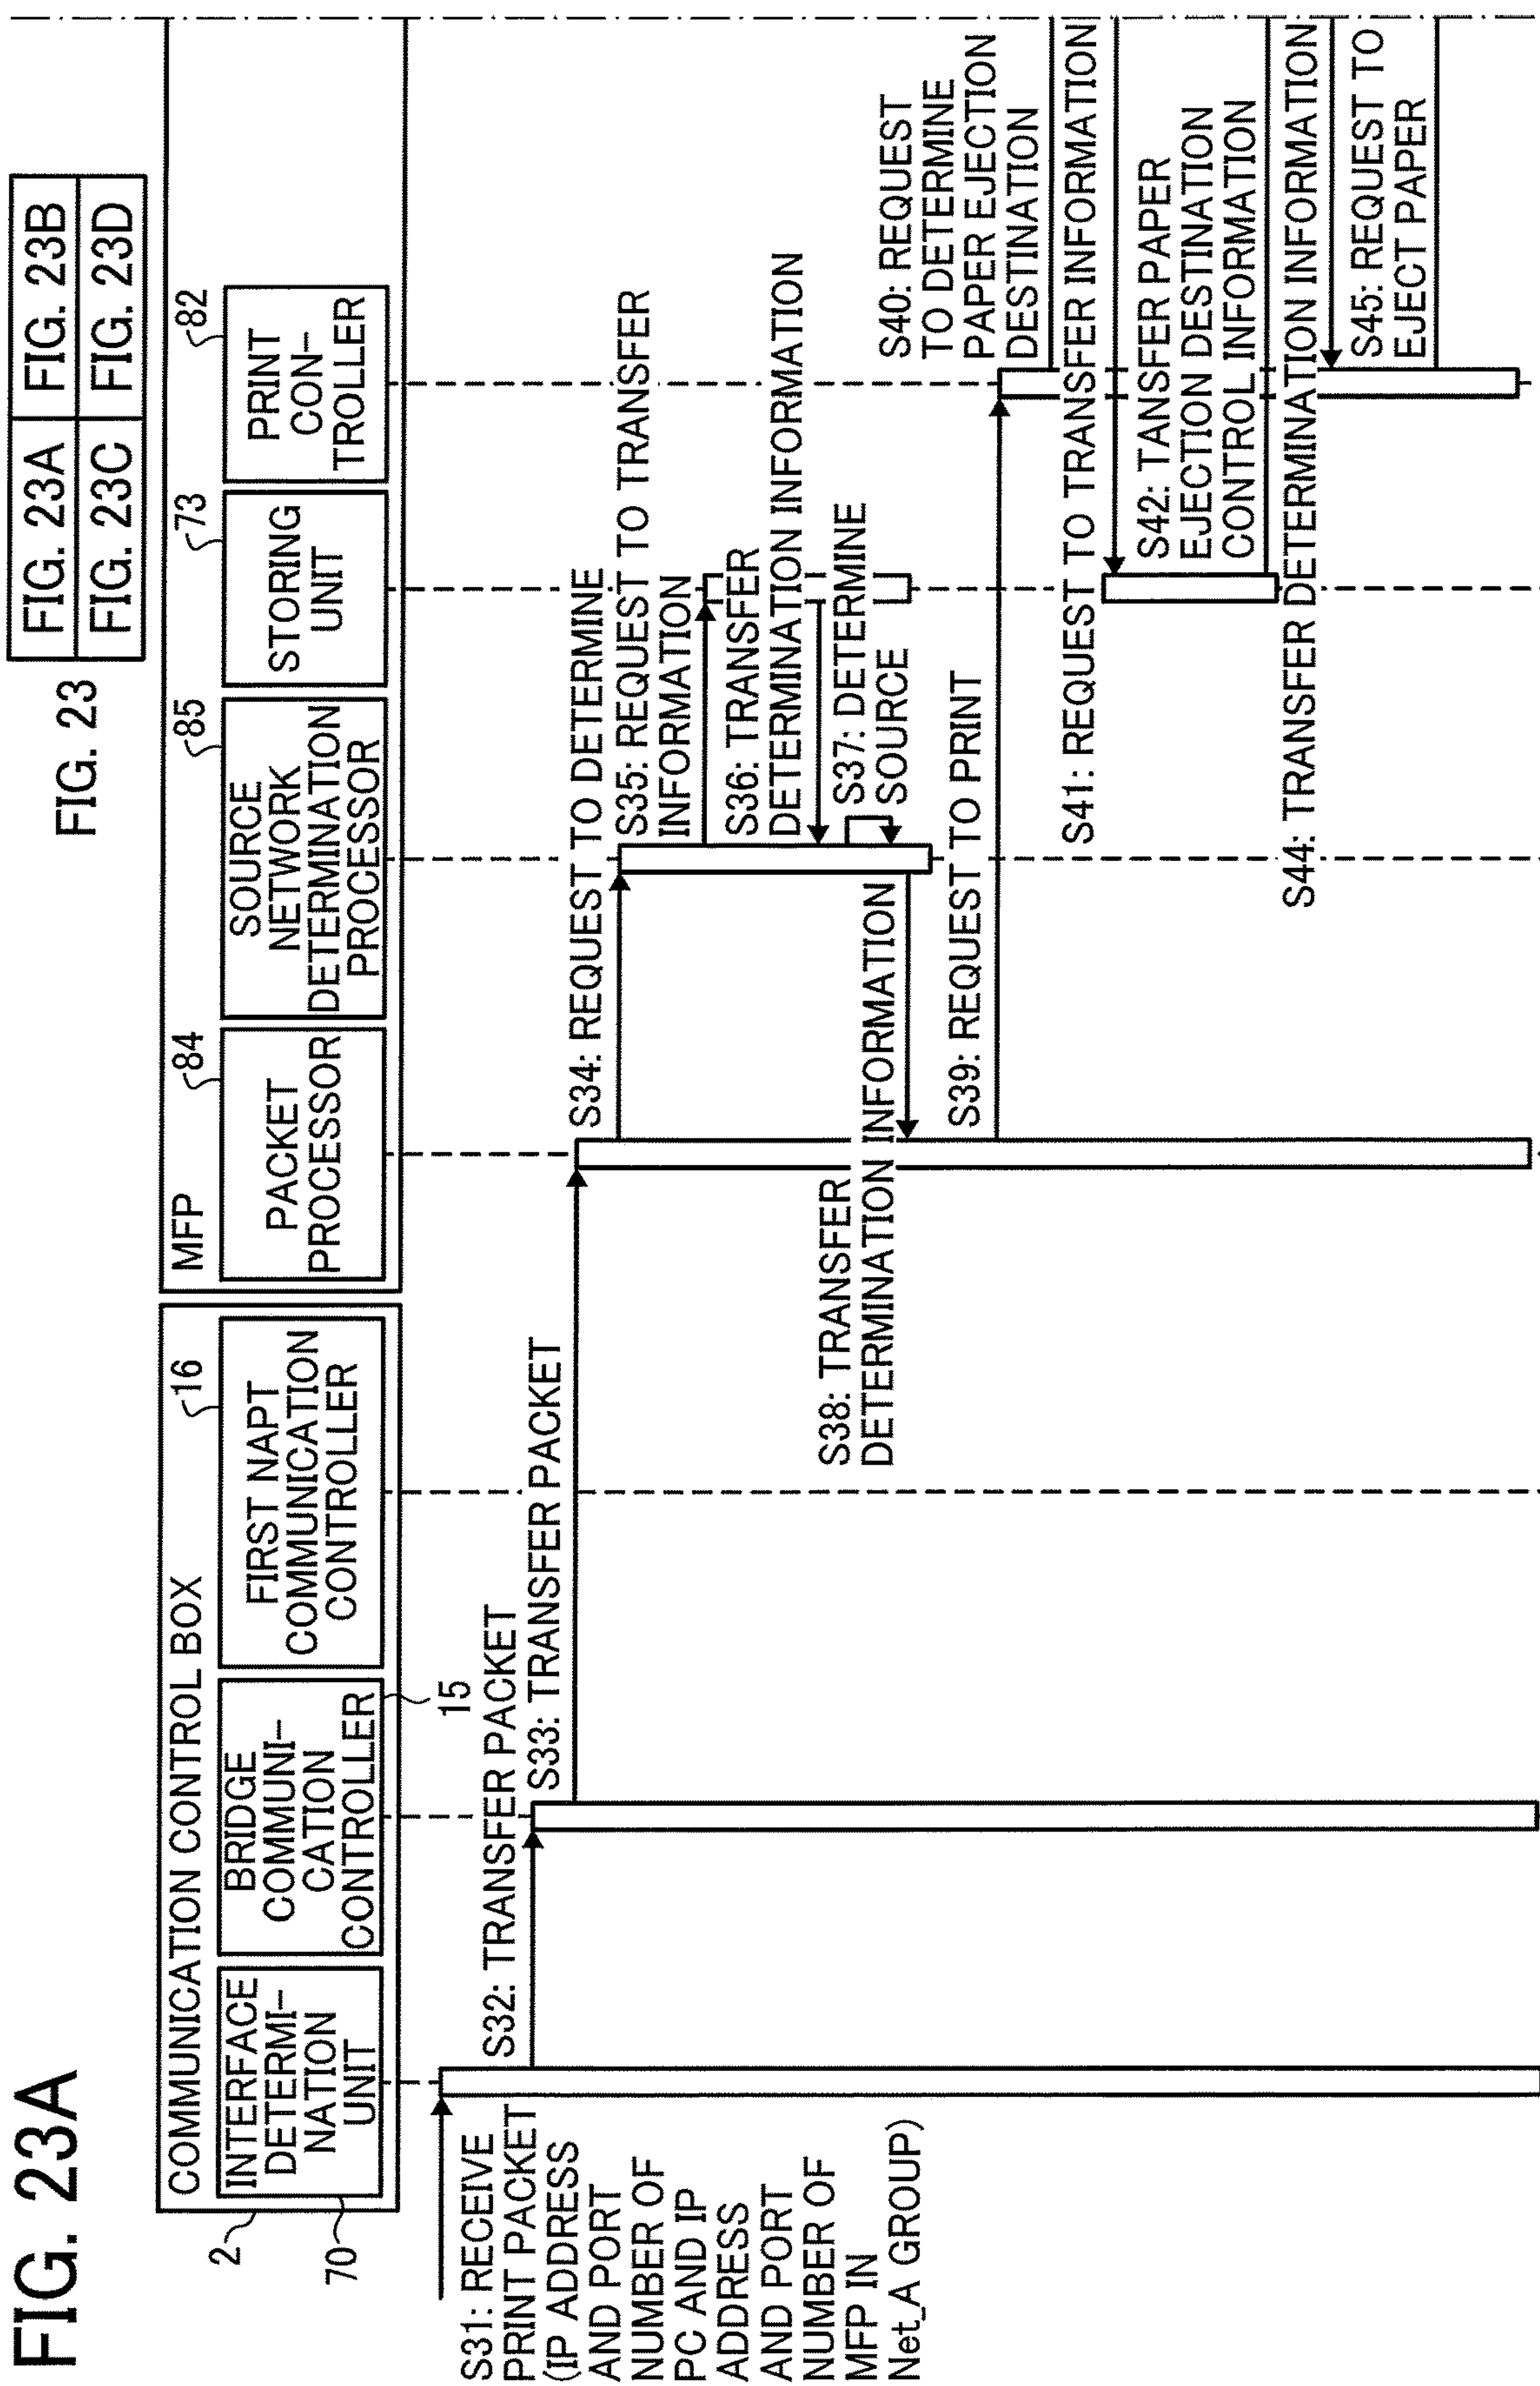 FIG. 23A
FIG. 23
FIG. 23A
FIG. 23B
FIG. 23C
FIG. 23D
COMMUNICATION CONTROL BOX
2
INTERFACE
DETERMI-
NATION
UNIT
70
BRIDGE
COMMUNI-
CATION
CONTROLLER
15
FIRST NAPT
COMMUNICATION
CONTROLLER
16
MFP
PACKET
PROCESSOR
84
SOURCE
NETWORK
DETERMINATION
PROCESSOR
85
STORING
UNIT
73
PRINT
CON-
TROLLER
82
S31: RECEIVE
PRINT PACKET
(IP ADDRESS
AND PORT
NUMBER OF
PC AND IP
ADDRESS
AND PORT
NUMBER OF
MFP IN
Net_A GROUP)
S32: TRANSFER PACKET
S33: TRANSFER PACKET
S34: REQUEST TO DETERMINE
S35: REQUEST TO TRANSFER
INFORMATION
S36: TRANSFER
DETERMINATION INFORMATION
S37: DETERMINE
SOURCE
S38: TRANSFER
DETERMINATION INFORMATION
S39: REQUEST TO PRINT
S40: REQUEST
TO DETERMINE
PAPER EJECTION
DESTINATION
S41: REQUEST TO TRANSFER INFORMATION
S42: TANSFER PAPER
EJECTION DESTINATION
CONTROL INFORMATION
S44: TRANSFER DETERMINATION INFORMATION
S45: REQUEST TO
EJECT PAPER